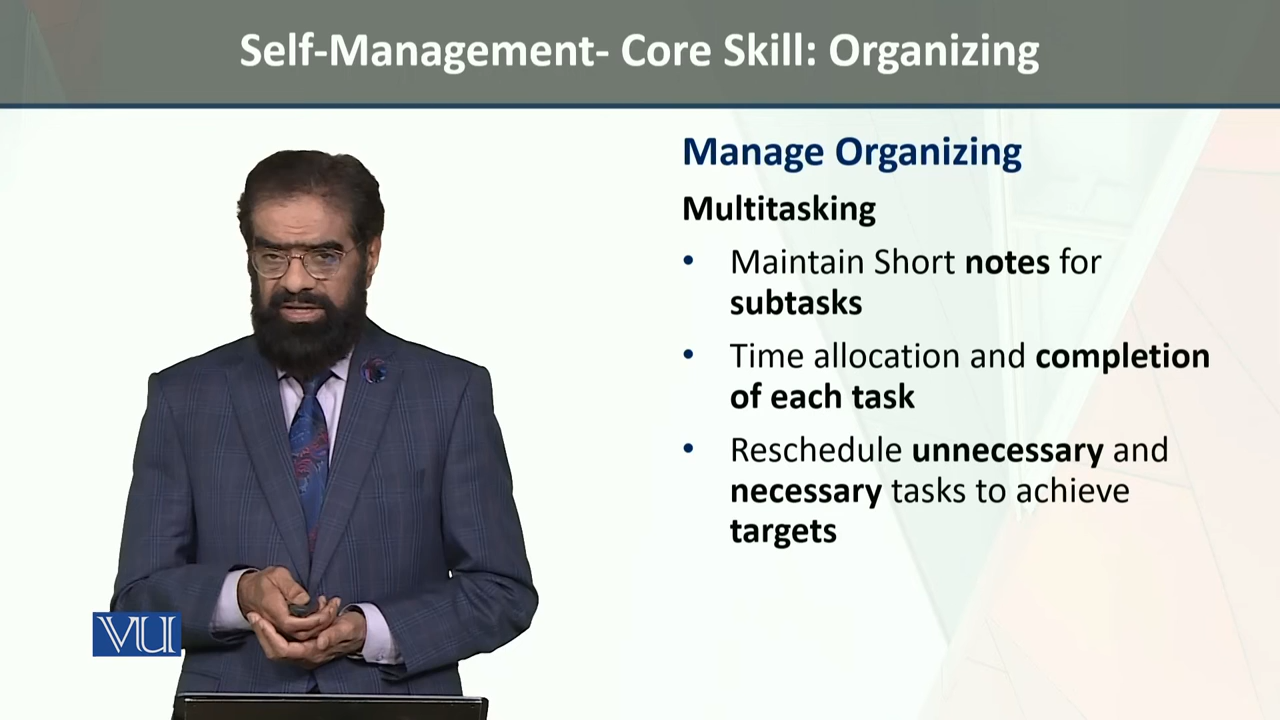 Self-Management- Core Skill: Organizing
Manage Organizing
Multitasking
• Maintain Short notes for
subtasks
• Time allocation and completion
of each task
• Reschedule unnecessary and
necessary tasks to achieve
targets
VU